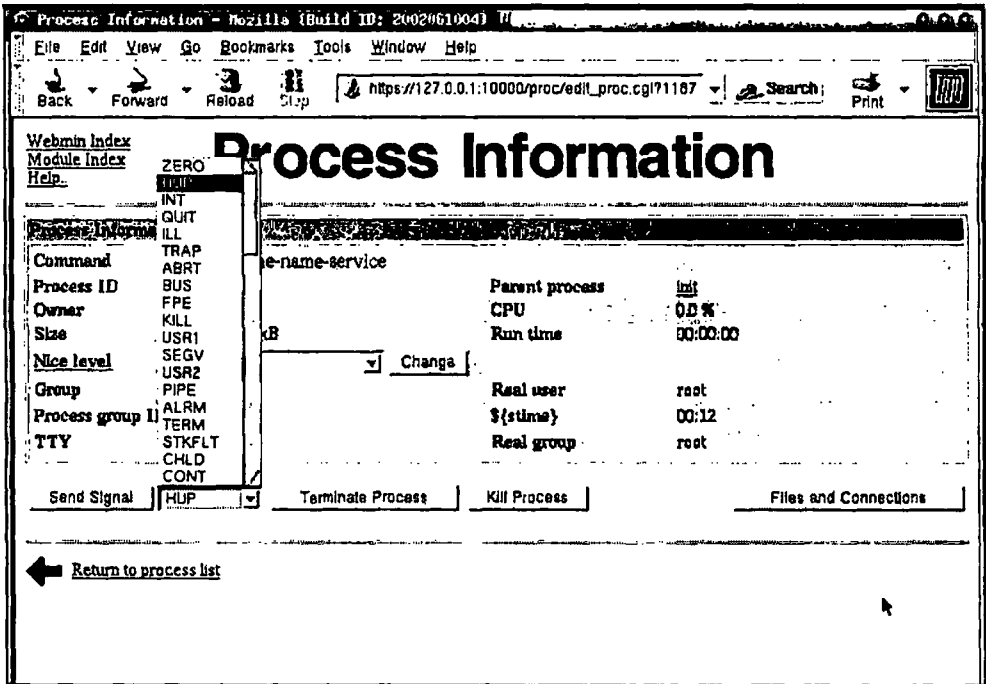 Process Information - Mozilla {Build ID: 2002061004}
File Edit View Go Bookmarks Tools Window Help
Back Forward Reload Stop https://127.0.0.1:10000/proc/edit_proc.cgi?1167 Search Print
Webmin Index
Module Index
Help..
Process Information
ZERO
HUP
INT
QUIT
ILL
TRAP
ABRT
BUS
FPE
KILL
USR1
SEGV
USR2
PIPE
ALRM
TERM
STKFLT
CHLD
CONT
Process Informa
Command e-name-service
Process ID Parent process init
Owner CPU 0.0 %
Size kB Run time 00:00:00
Nice level Change
Group Real user root
Process group I ${stime} 00:12
TTY Real group root
Send Signal HUP Terminate Process Kill Process Files and Connections
Return to process list